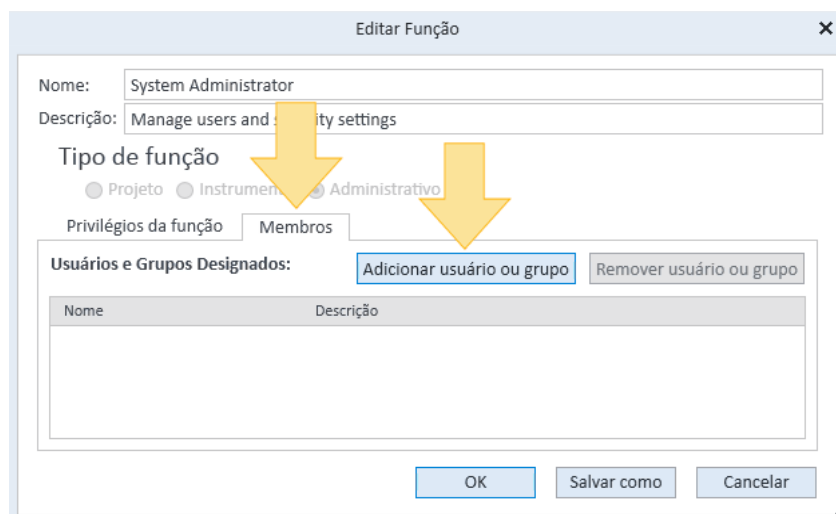 Editar Função
Nome: System Administrator
Descrição: Manage users and ity settings
Tipo de função
Projeto Instrumen Administrativo
Privilégios da função Membros
Usuários e Grupos Designados: Adicionar usuário ou grupo Remover usuário ou grupo
Nome Descrição
OK Salvar como Cancelar